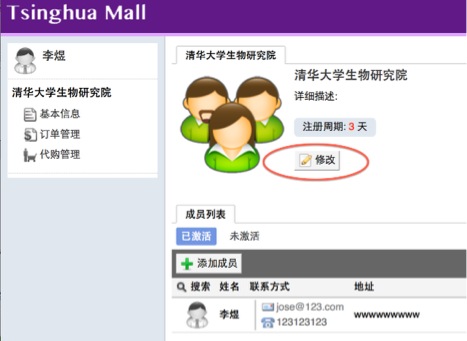 Tsinghua Mall
李煜
清华大学生物研究院
基本信息
订单管理
代购管理
清华大学生物研究院
清华大学生物研究院
详细描述:
注册周期: 3 天
修改
成员列表
已激活 未激活
添加成员
搜索 姓名 联系方式 地址
李煜 jose@123.com wwwwwwwww
123123123